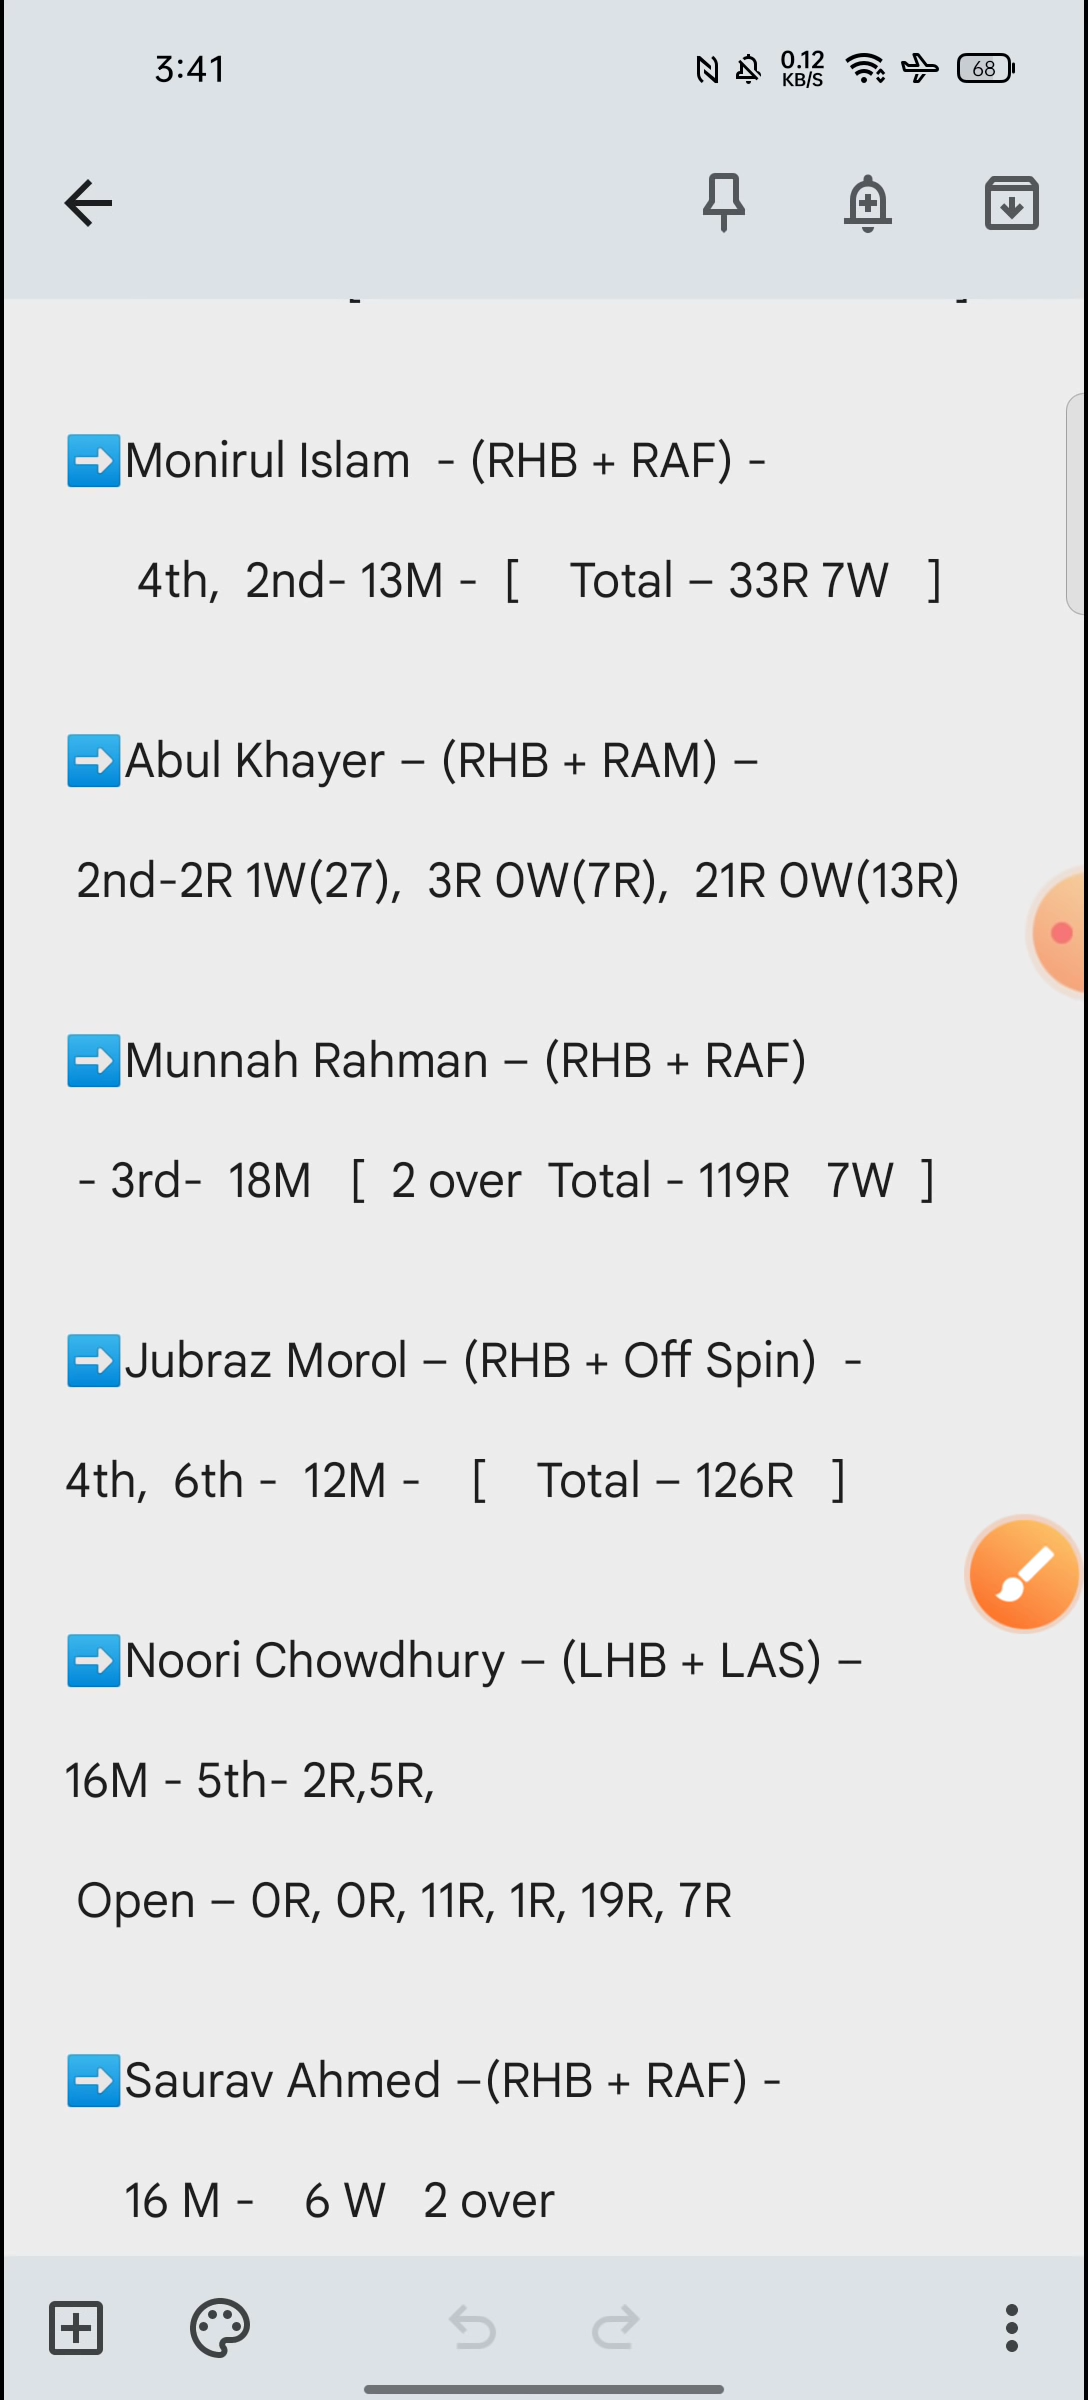 3:41
0.12
KB/S
68
➡️Monirul Islam - (RHB + RAF) -
4th, 2nd- 13M - [ Total – 33R 7W ]
➡️Abul Khayer – (RHB + RAM) –
2nd-2R 1W(27), 3R 0W(7R), 21R 0W(13R)
➡️Munnah Rahman – (RHB + RAF)
- 3rd- 18M [ 2 over Total - 119R 7W ]
➡️Jubraz Morol – (RHB + Off Spin) -
4th, 6th - 12M - [ Total – 126R ]
➡️Noori Chowdhury – (LHB + LAS) –
16M - 5th- 2R,5R,
Open – 0R, 0R, 11R, 1R, 19R, 7R
➡️Saurav Ahmed –(RHB + RAF) -
16 M - 6 W 2 over